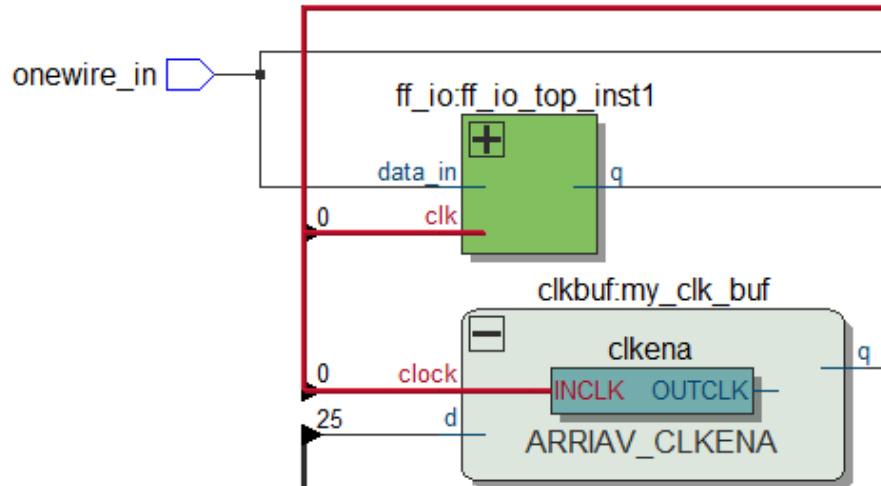 onewire_in
ff_io:ff_io_top_inst1
data_in
q
0
clk
clkbuf:my_clk_buf
clkena
q
0
clock
INCLK
OUTCLK
25
d
ARRIAV_CLKENA